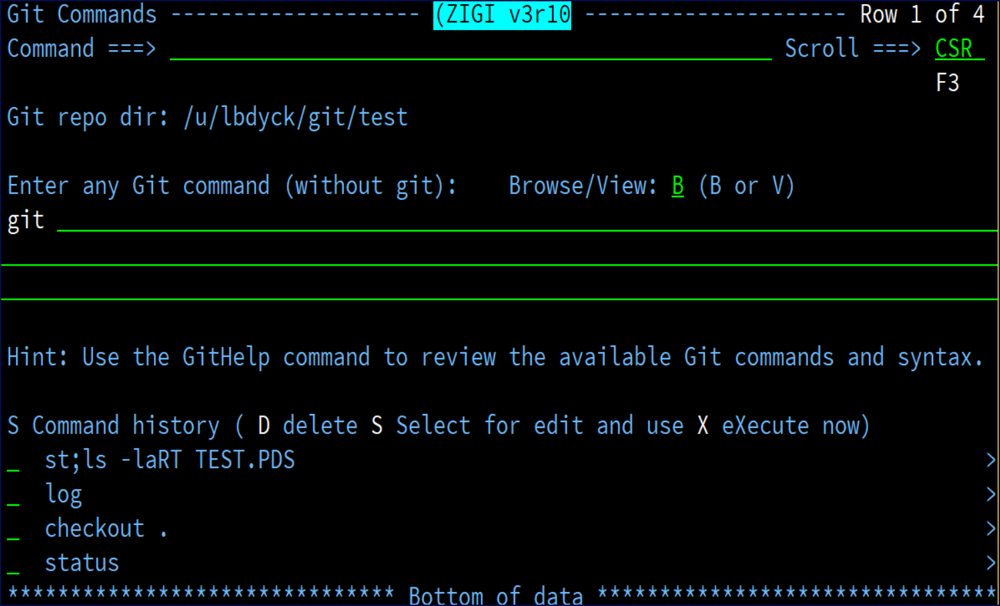 Git Commands -------------------- (ZIGI v3r10 --------------------- Row 1 of 4
Command ===> Scroll ===> CSR
F3
Git repo dir: /u/lbdyck/git/test
Enter any Git command (without git): Browse/View: B (B or V)
git
Hint: Use the GitHelp command to review the available Git commands and syntax.
S Command history ( D delete S Select for edit and use X eXecute now)
_ st;ls -laRT TEST.PDS >
_ log >
_ checkout . >
_ status >
******************************* Bottom of data ********************************